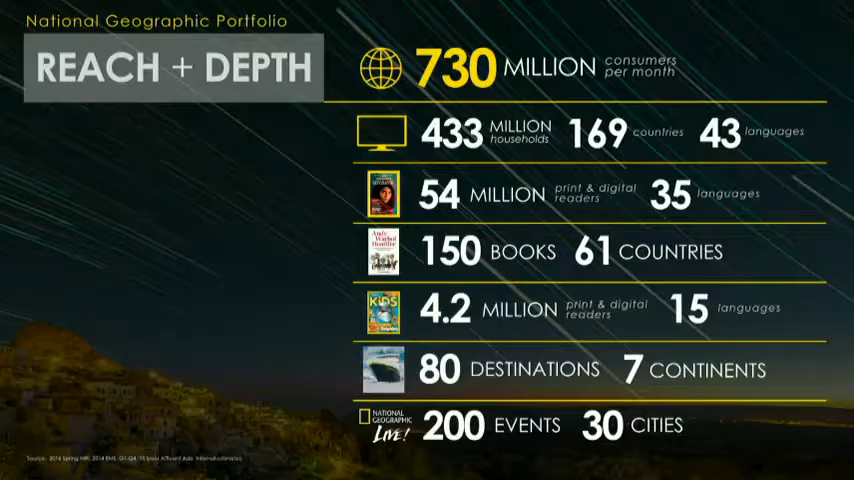 National Geographic Portfolio
REACH + DEPTH
730 MILLION consumers per month
433 MILLION households 169 countries 43 languages
54 MILLION print & digital readers 35 languages
150 BOOKS 61 COUNTRIES
KiDS
4.2 MILLION print & digital readers 15 languages
80 DESTINATIONS 7 CONTINENTS
NATIONAL GEOGRAPHIC LIVE! 200 EVENTS 30 CITIES